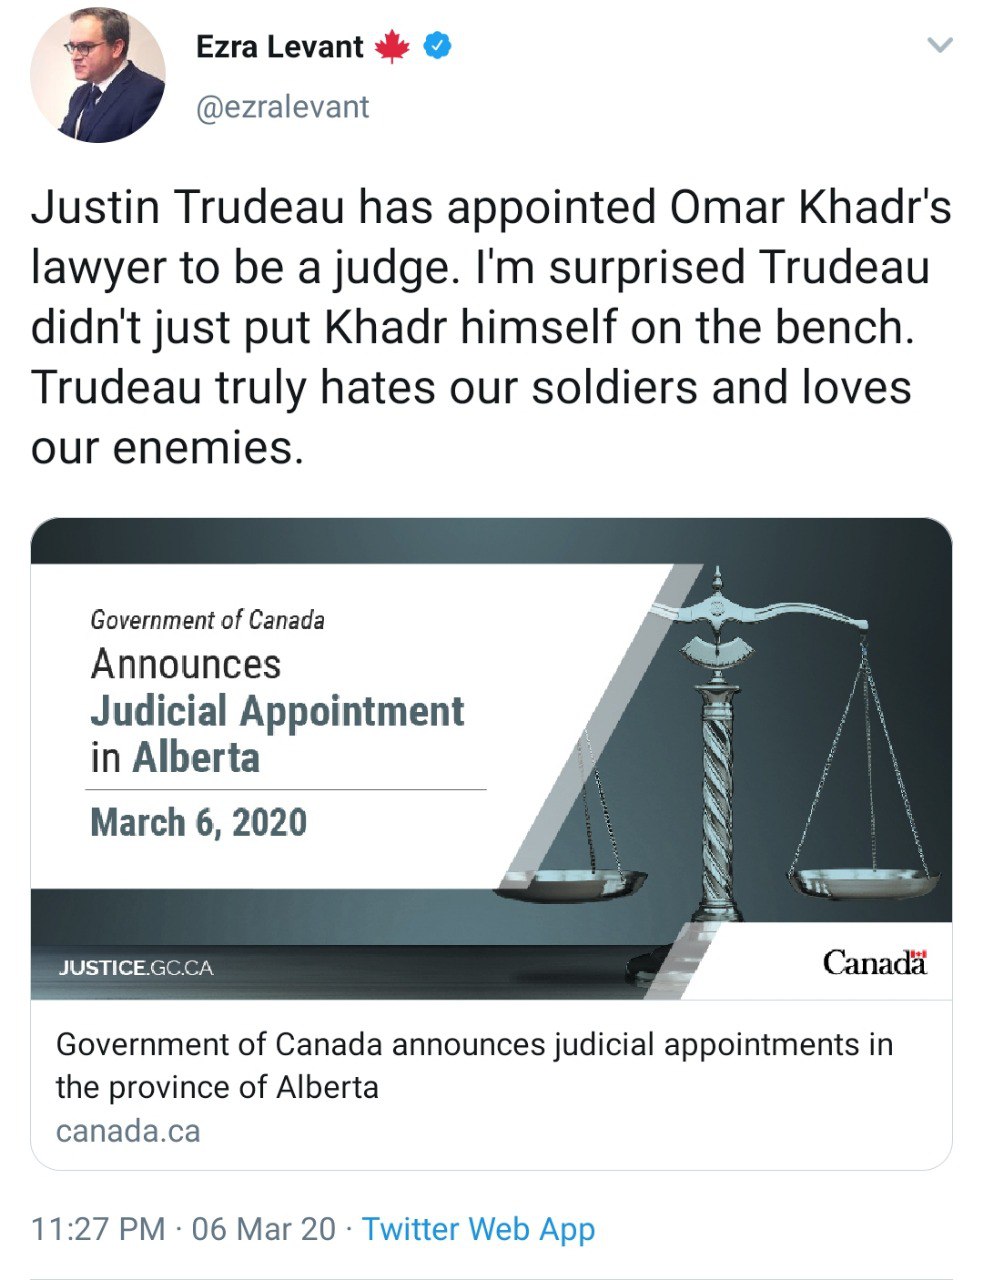 Ezra Levant
@ezralevant
Justin Trudeau has appointed Omar Khadr's
lawyer to be a judge. I'm surprised Trudeau
didn't just put Khadr himself on the bench.
Trudeau truly hates our soldiers and loves
our enemies.
Government of Canada
Announces
Judicial Appointment
in Alberta
March 6, 2020
JUSTICE.GC.CA
Canada
Government of Canada announces judicial appointments in
the province of Alberta
canada.ca
11:27 PM · 06 Mar 20 · Twitter Web App